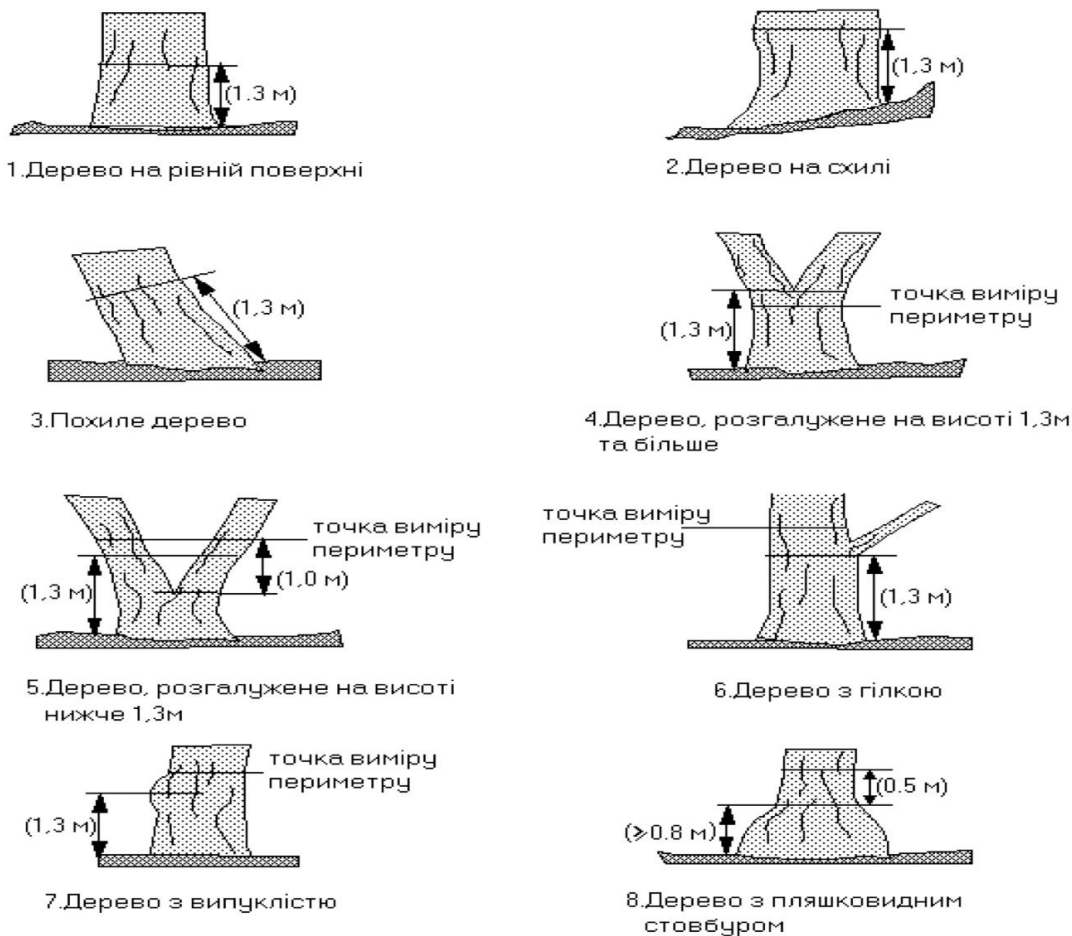 (1.3 м)
1.Дерево на рівній поверхні
(1,3 м)
2.Дерево на схилі
(1,3 м)
3.Похиле дерево
(1,3 м)
точка виміру
периметру
4.Дерево, розгалужене на висоті 1,3м
та більше
(1,3 м)
точка виміру
периметру
(1,0 м)
5.Дерево, розгалужене на висоті
нижче 1,3м
точка виміру
периметру
(1,3 м)
6.Дерево з гілкою
(1,3 м)
точка виміру
периметру
7.Дерево з випуклістю
(≥0.8 м)
(0.5 м)
8.Дерево з пляшковидним
стовбуром